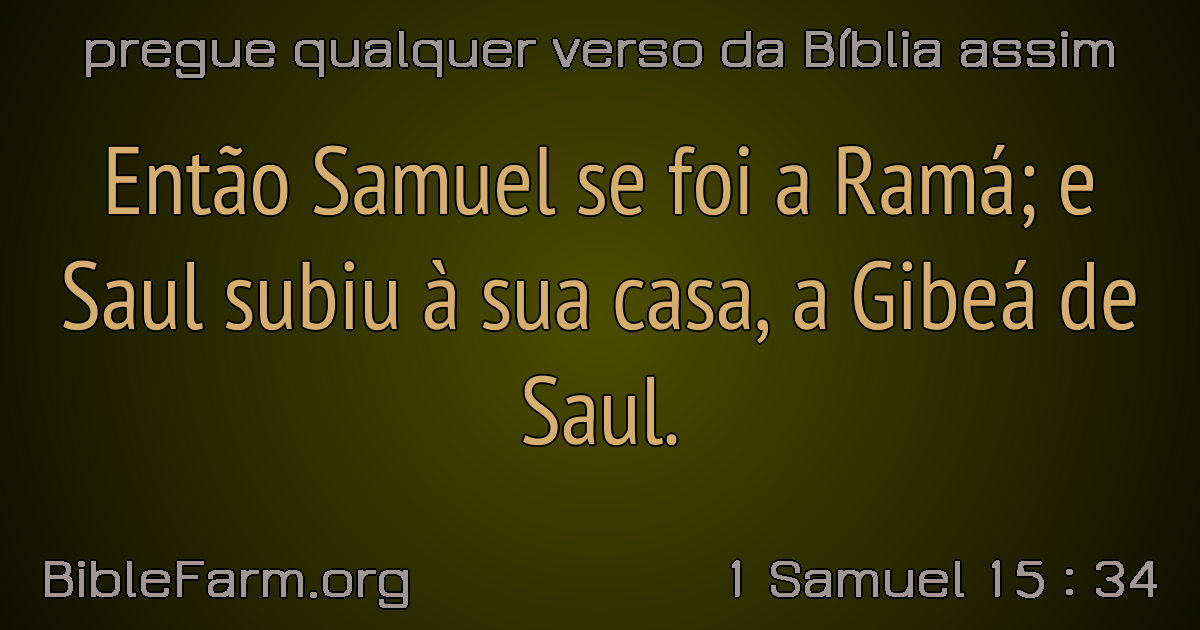 pregue qualquer verso da Bíblia assim
Então Samuel se foi a Ramá; e
Saul subiu à sua casa, a Gibeá de
Saul.
BibleFarm.org
1 Samuel 15 : 34